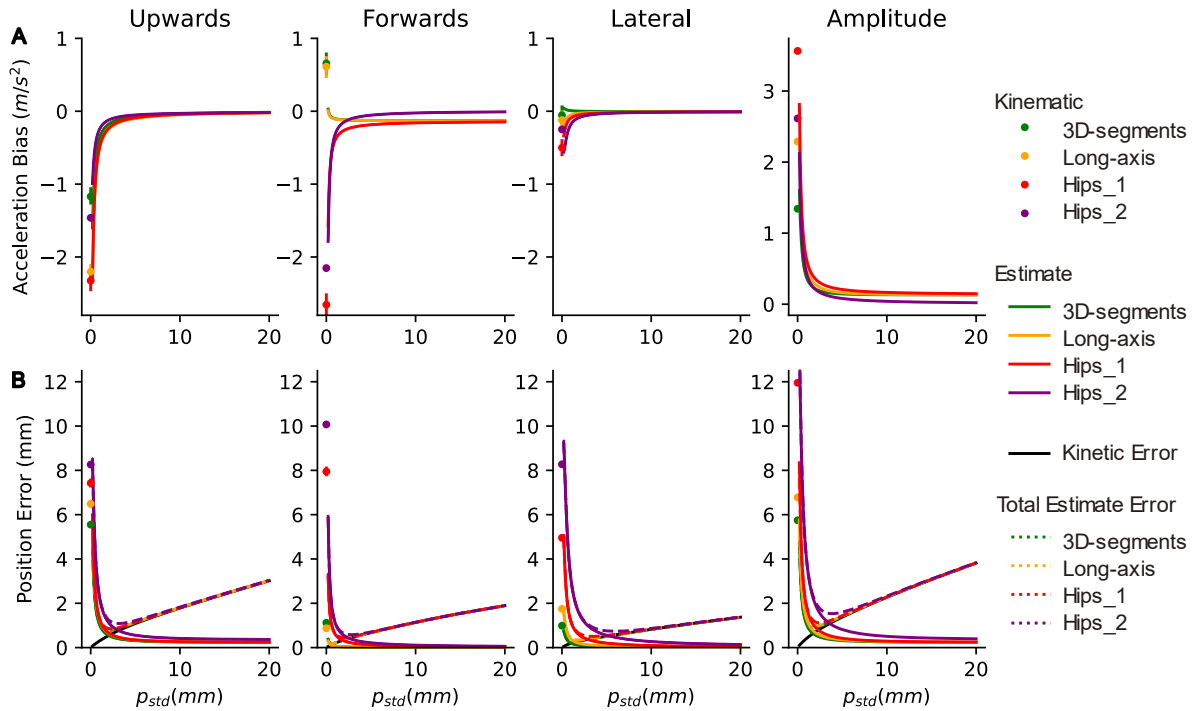 Upwards Forwards Lateral Amplitude
A
Acceleration Bias (m/s²)
1 1 1
0 0 0 3
−1 −1 −1 2
−2 −2 −2 1
0
0 10 20 0 10 20 0 10 20 0 10 20
Kinematic
3D-segments
Long-axis
Hips_1
Hips_2
Estimate
3D-segments
Long-axis
Hips_1
Hips_2
Kinetic Error
Total Estimate Error
3D-segments
Long-axis
Hips_1
Hips_2
B
Position Error (mm)
12 12 12 12
10 10 10 10
8 8 8 8
6 6 6 6
4 4 4 4
2 2 2 2
0 0 0 0
0 10 20 0 10 20 0 10 20 0 10 20
p_std(mm) p_std(mm) p_std(mm) p_std(mm)